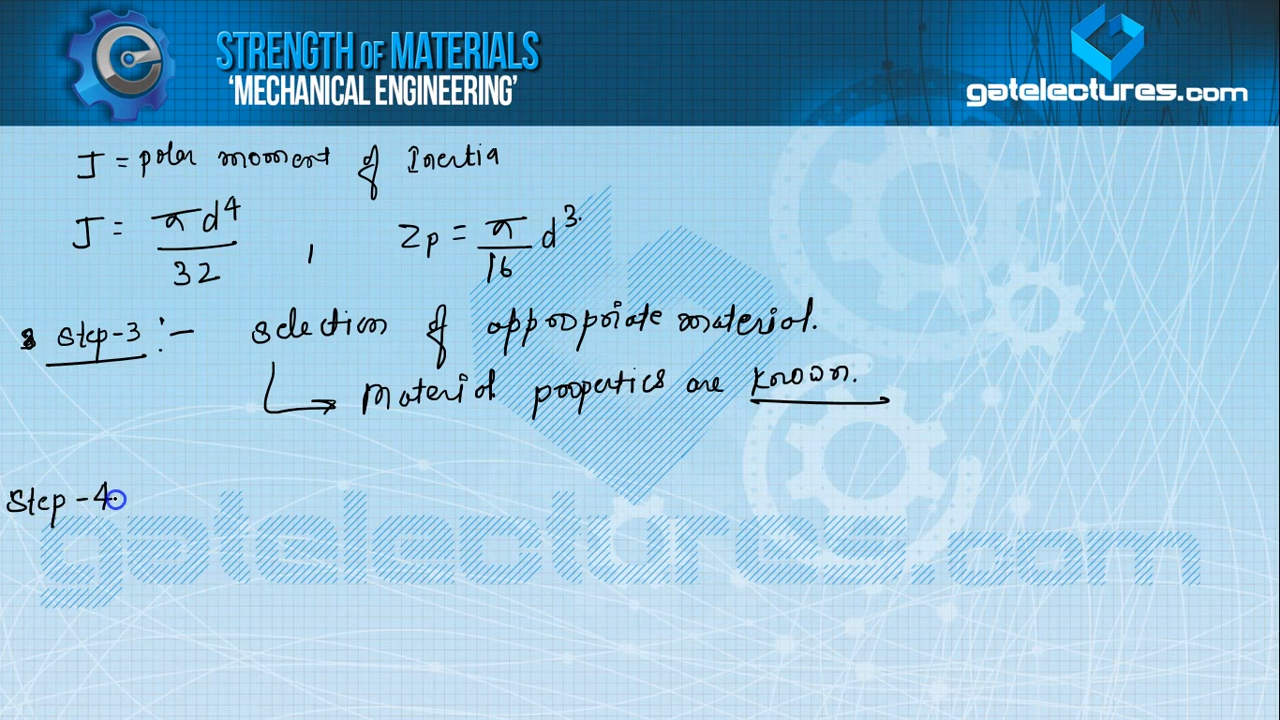 STRENGTH OF MATERIALS
'MECHANICAL ENGINEERING'
gatelectures.com
J = polar moment of Inertia
J = πd⁴/32 , Zp = π/16 d³.
Step-3 :- selection of appropriate material.
Material properties are known.
Step-4
gatelectures.com